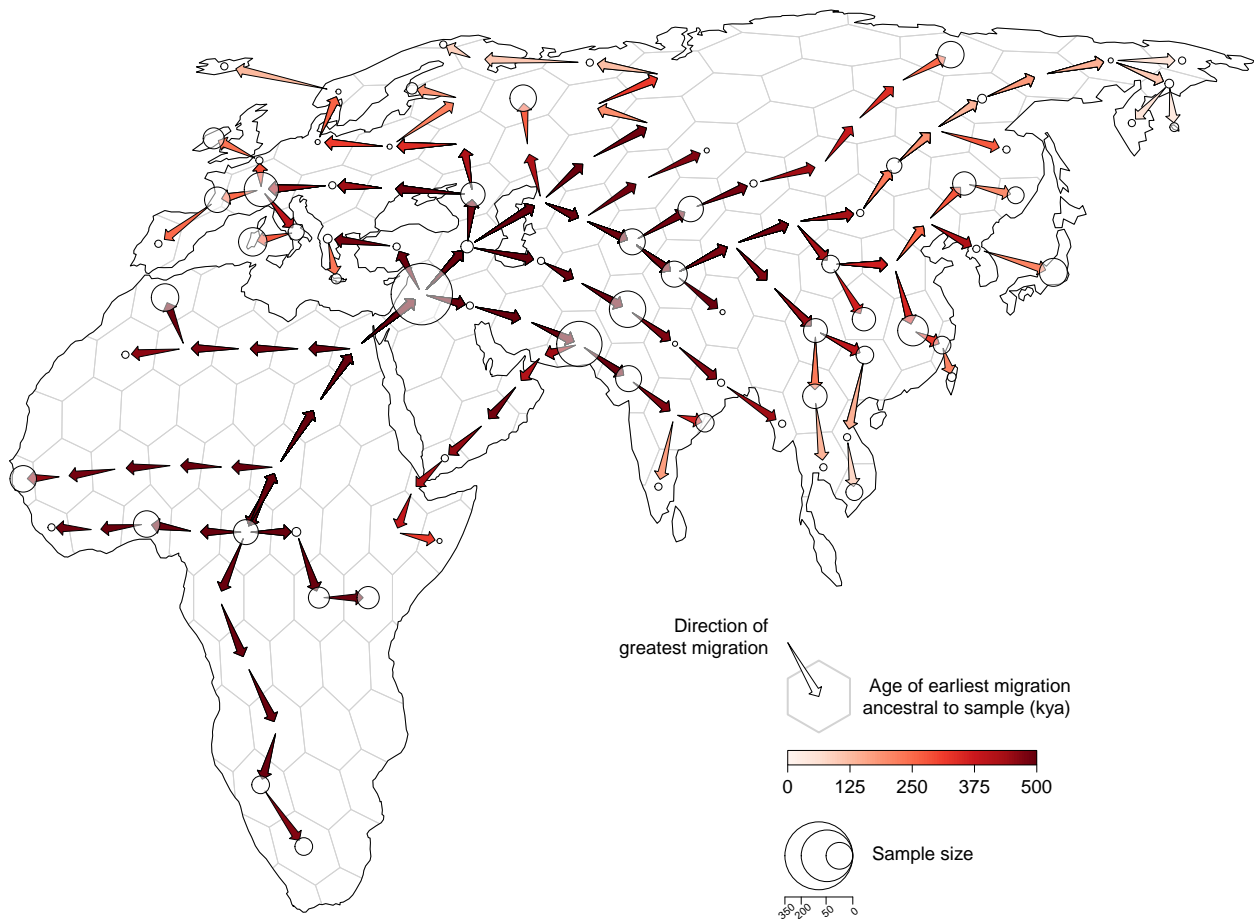 Direction of
greatest migration
Age of earliest migration
ancestral to sample (kya)
0 125 250 375 500
Sample size
350 200 50 0